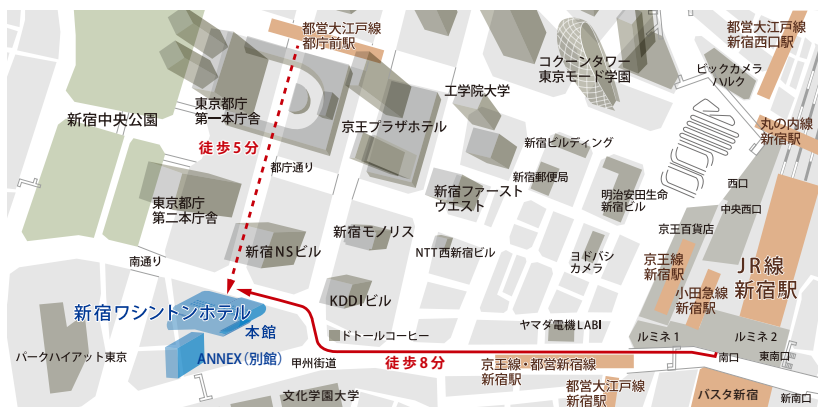 都営大江戸線
都庁前駅
都営大江戸線
新宿西口駅
コクーンタワー
東京モード学園
ビックカメラ
ハルク
工学院大学
東京都庁
第一本庁舎
新宿中央公園
京王プラザホテル
丸の内線
新宿駅
徒歩5分
新宿ビルディング
都庁通り
新宿郵便局
西口
新宿ファースト
ウエスト
明治安田生命
新宿ビル
中央西口
東京都庁
第二本庁舎
京王百貨店
新宿モノリス
新宿NSビル
NTT西新宿ビル
ヨドバシ
カメラ
京王線
新宿駅
JR線
新宿駅
南通り
小田急線
新宿駅
KDDIビル
新宿ワシントンホテル
本館
ドトールコーヒー
ヤマダ電機LABI
ルミネ1
ルミネ2
パークハイアット東京
ANNEX(別館)
甲州街道
徒歩8分
京王線・都営新宿線
新宿駅
南口
東南口
文化学園大学
都営大江戸線
新宿駅
バスタ新宿
新南口